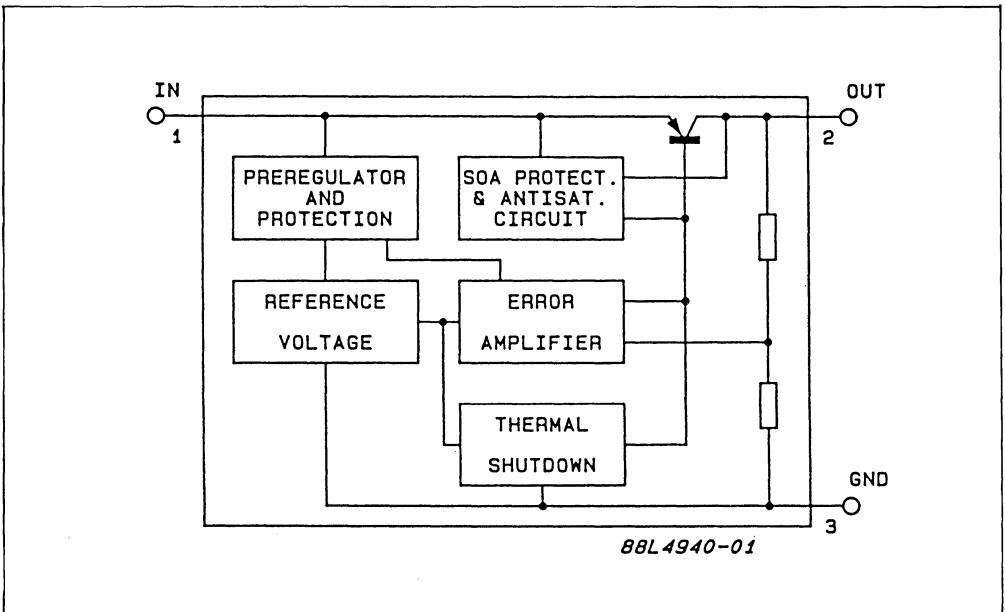 IN
OUT
1
2
PREREGULATOR
AND
PROTECTION
SOA PROTECT.
& ANTISAT.
CIRCUIT
REFERENCE
VOLTAGE
ERROR
AMPLIFIER
THERMAL
SHUTDOWN
GND
3
88L4940-01